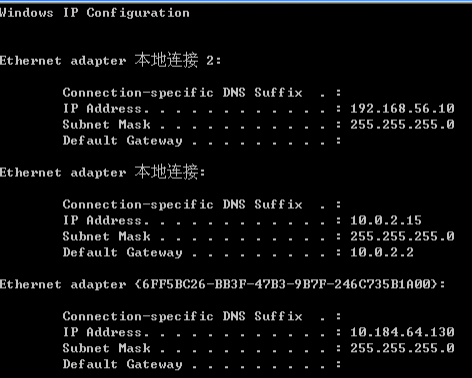 Windows IP Configuration
Ethernet adapter 本地连接 2:
Connection-specific DNS Suffix  . :
IP Address. . . . . . . . . . . . : 192.168.56.10
Subnet Mask . . . . . . . . . . . : 255.255.255.0
Default Gateway . . . . . . . . . :
Ethernet adapter 本地连接:
Connection-specific DNS Suffix  . :
IP Address. . . . . . . . . . . . : 10.0.2.15
Subnet Mask . . . . . . . . . . . : 255.255.255.0
Default Gateway . . . . . . . . . : 10.0.2.2
Ethernet adapter {6FF5BC26-BB3F-47B3-9B7F-246C735B1A00}:
Connection-specific DNS Suffix  . :
IP Address. . . . . . . . . . . . : 10.184.64.130
Subnet Mask . . . . . . . . . . . : 255.255.255.0
Default Gateway . . . . . . . . . :